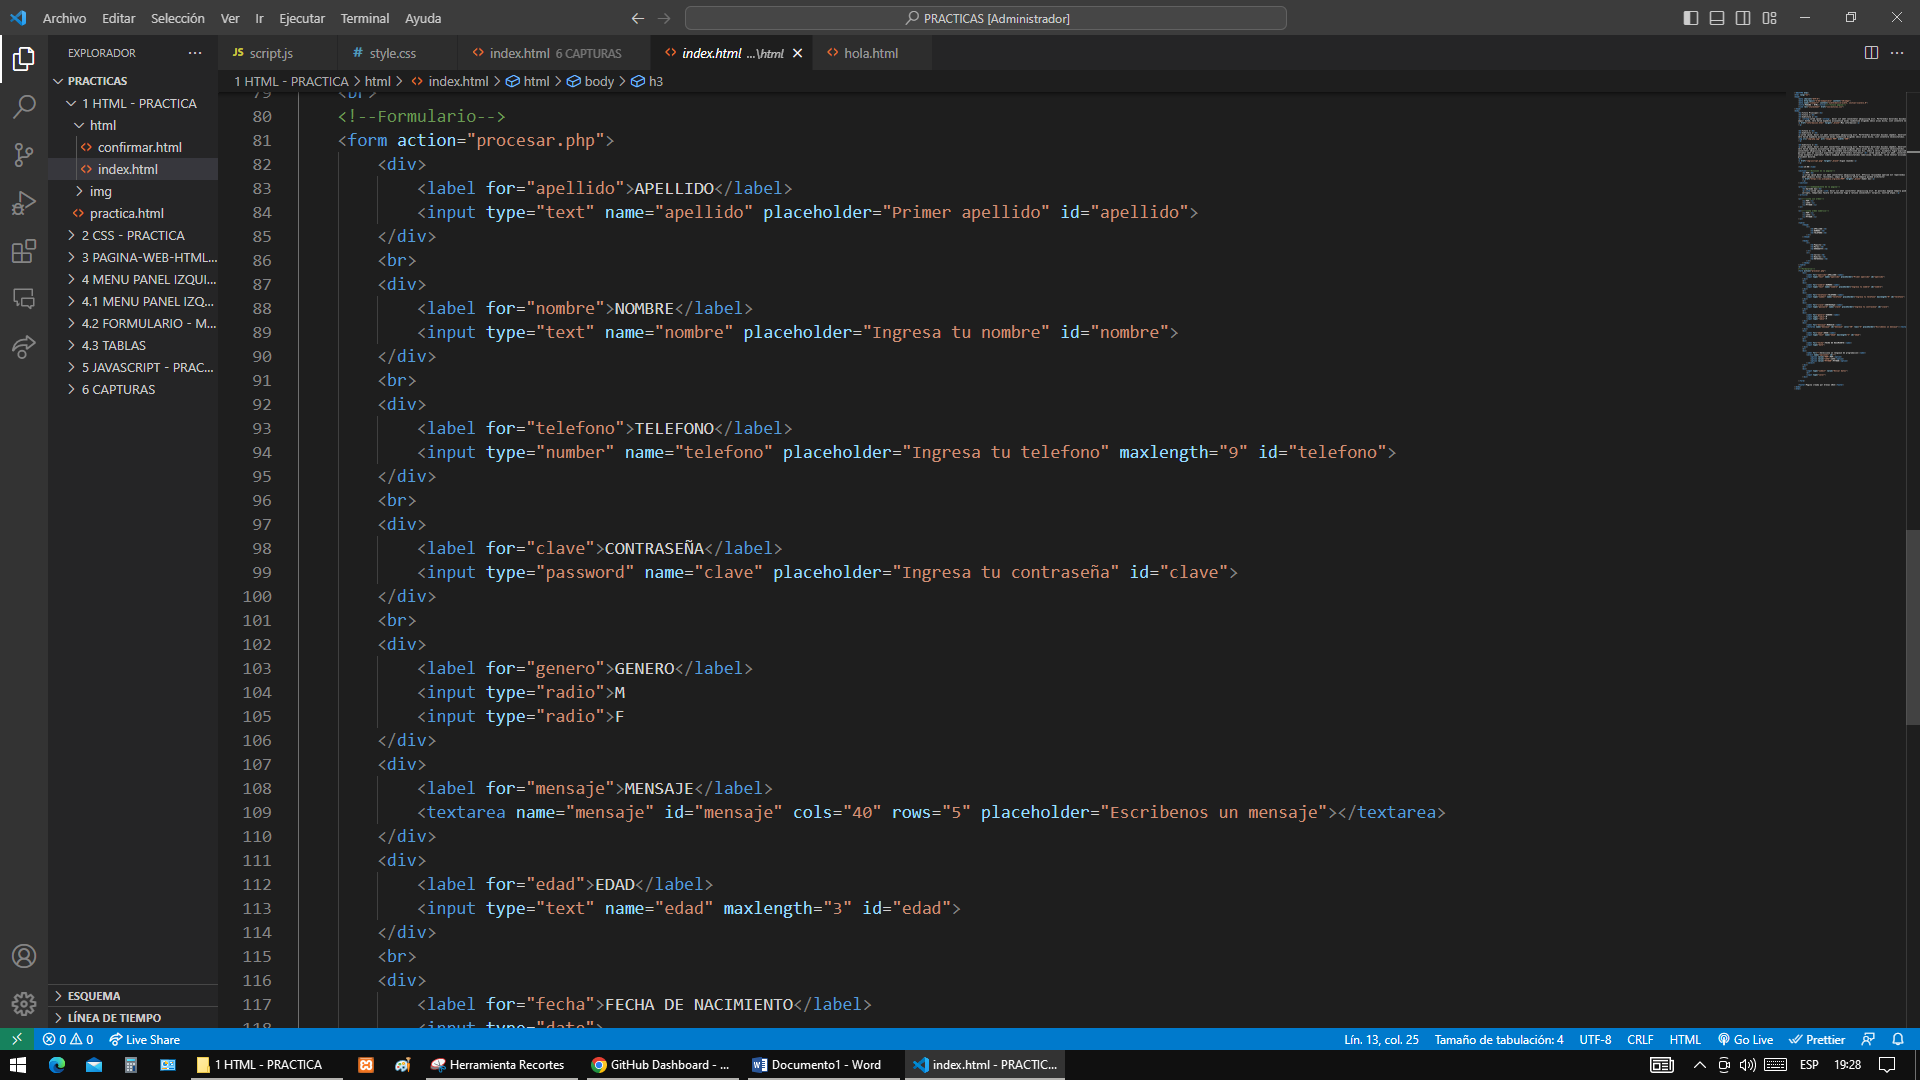 Archivo Editar Selección Ver Ir Ejecutar Terminal Ayuda
PRACTICAS [Administrador]
EXPLORADOR
JS script.js
# style.css
<> index.html 6 CAPTURAS
<> index.html ...\html
<> hola.html
PRACTICAS
1 HTML - PRACTICA
html
<> confirmar.html
<> index.html
img
<> practica.html
2 CSS - PRACTICA
3 PAGINA-WEB-HTML...
4 MENU PANEL IZQUI...
4.1 MENU PANEL IZQ...
4.2 FORMULARIO - M...
4.3 TABLAS
5 JAVASCRIPT - PRAC...
6 CAPTURAS
ESQUEMA
LÍNEA DE TIEMPO
1 HTML - PRACTICA > html > <> index.html > html > body > h3
79 <br>
80 <!--Formulario-->
81 <form action="procesar.php">
82 <div>
83 <label for="apellido">APELLIDO</label>
84 <input type="text" name="apellido" placeholder="Primer apellido" id="apellido">
85 </div>
86 <br>
87 <div>
88 <label for="nombre">NOMBRE</label>
89 <input type="text" name="nombre" placeholder="Ingresa tu nombre" id="nombre">
90 </div>
91 <br>
92 <div>
93 <label for="telefono">TELEFONO</label>
94 <input type="number" name="telefono" placeholder="Ingresa tu telefono" maxlength="9" id="telefono">
95 </div>
96 <br>
97 <div>
98 <label for="clave">CONTRASEÑA</label>
99 <input type="password" name="clave" placeholder="Ingresa tu contraseña" id="clave">
100 </div>
101 <br>
102 <div>
103 <label for="genero">GENERO</label>
104 <input type="radio">M
105 <input type="radio">F
106 </div>
107 <div>
108 <label for="mensaje">MENSAJE</label>
109 <textarea name="mensaje" id="mensaje" cols="40" rows="5" placeholder="Escribenos un mensaje"></textarea>
110 </div>
111 <div>
112 <label for="edad">EDAD</label>
113 <input type="text" name="edad" maxlength="3" id="edad">
114 </div>
115 <br>
116 <div>
117 <label for="fecha">FECHA DE NACIMIENTO</label>
118 <input type="date">
0 0 Live Share
Lín. 13, col. 25 Tamaño de tabulación: 4 UTF-8 CRLF HTML Go Live Prettier
1 HTML - PRACTICA
Herramienta Recortes
GitHub Dashboard - ...
Documento1 - Word
index.html - PRACTIC...
ESP 19:28